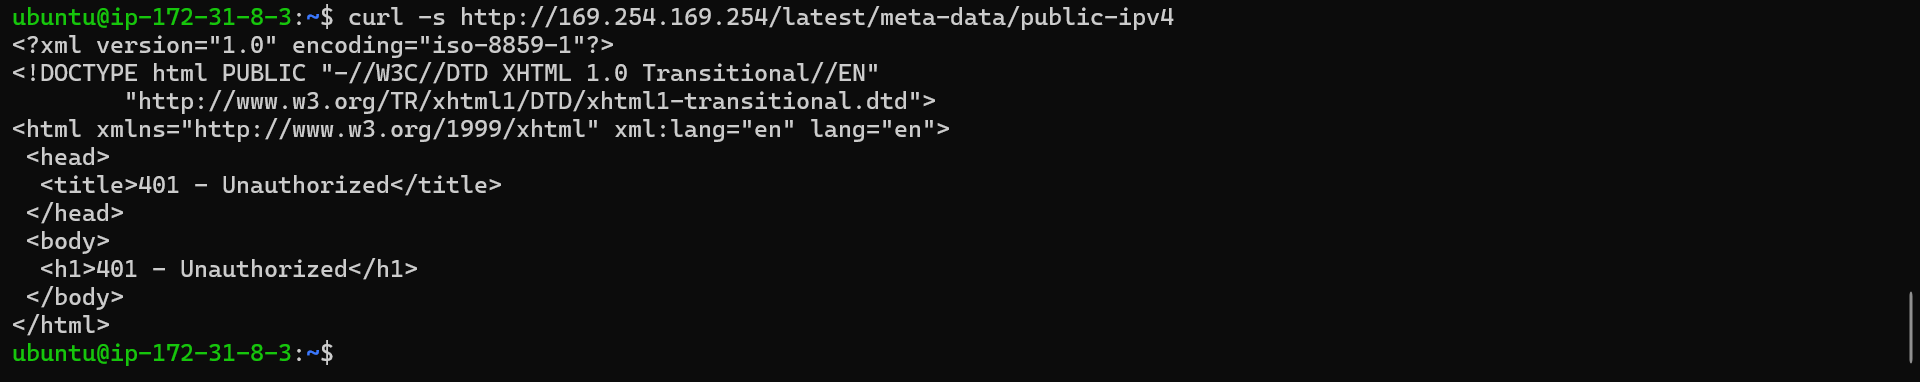 ubuntu@ip-172-31-8-3:~$ curl -s http://169.254.169.254/latest/meta-data/public-ipv4
<?xml version="1.0" encoding="iso-8859-1"?>
<!DOCTYPE html PUBLIC "-//W3C//DTD XHTML 1.0 Transitional//EN"
         "http://www.w3.org/TR/xhtml1/DTD/xhtml1-transitional.dtd">
<html xmlns="http://www.w3.org/1999/xhtml" xml:lang="en" lang="en">
 <head>
  <title>401 - Unauthorized</title>
 </head>
 <body>
  <h1>401 - Unauthorized</h1>
 </body>
</html>
ubuntu@ip-172-31-8-3:~$